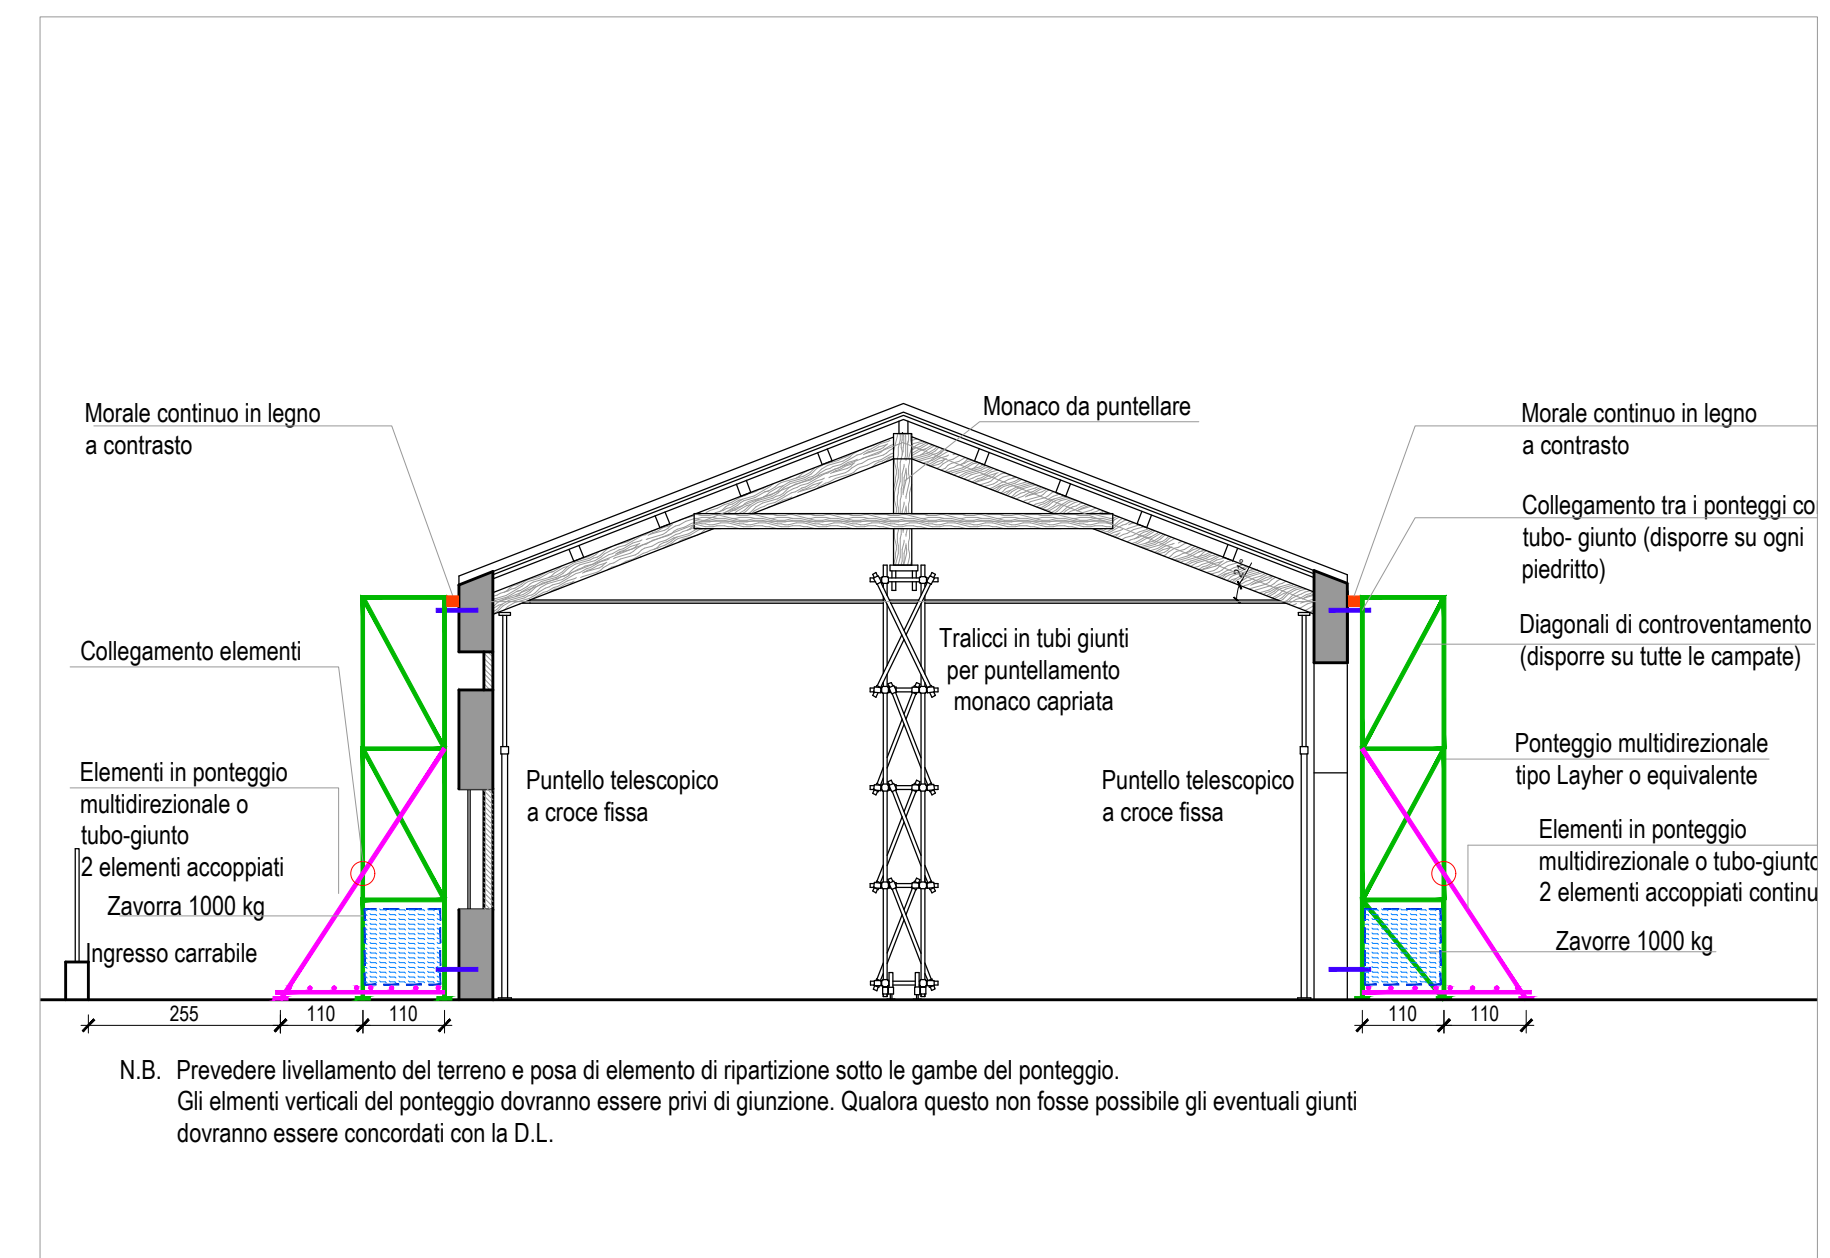 Monaco da puntellare
Morale continuo in legno
a contrasto
Morale continuo in legno
a contrasto
Collegamento tra i ponteggi co
tubo- giunto (disporre su ogni
piedritto)
21°
Diagonali di controventamento
(disporre su tutte le campate)
Collegamento elementi
Tralicci in tubi giunti
per puntellamento
monaco capriata
Ponteggio multidirezionale
tipo Layher o equivalente
Elementi in ponteggio
multidirezionale o
tubo-giunto
2 elementi accoppiati
Puntello telescopico
a croce fissa
Puntello telescopico
a croce fissa
Elementi in ponteggio
multidirezionale o tubo-giunto
2 elementi accoppiati continu
Zavorra 1000 kg
Zavorre 1000 kg
Ingresso carrabile
255
110
110
110
110
N.B. Prevedere livellamento del terreno e posa di elemento di ripartizione sotto le gambe del ponteggio.
Gli elmenti verticali del ponteggio dovranno essere privi di giunzione. Qualora questo non fosse possibile gli eventuali giunti
dovranno essere concordati con la D.L.